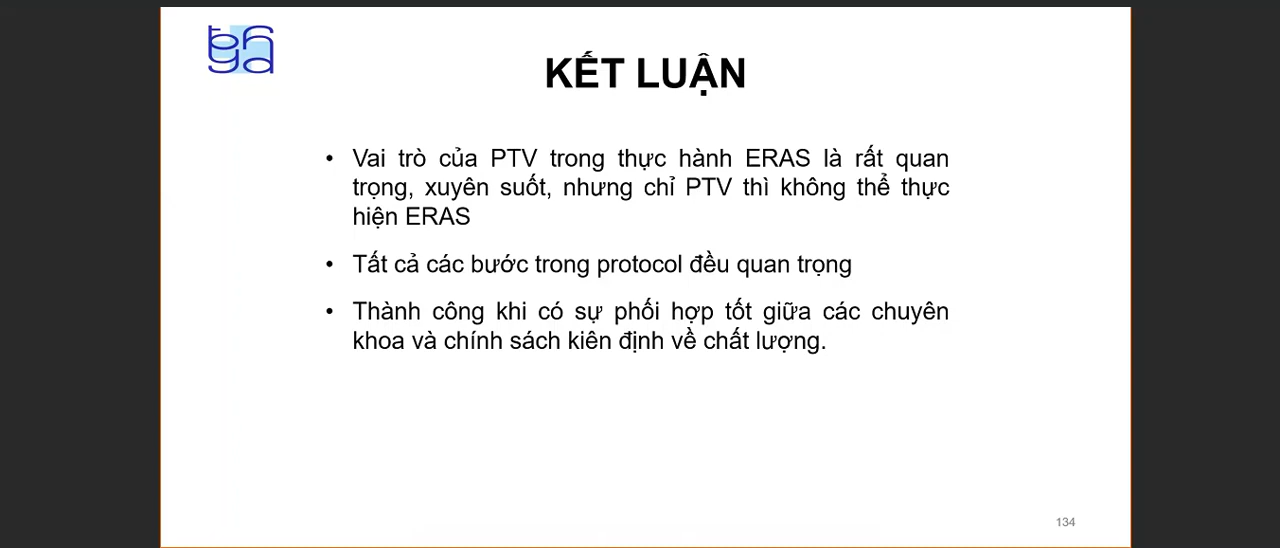 KẾT LUẬN
• Vai trò của PTV trong thực hành ERAS là rất quan
trọng, xuyên suốt, nhưng chỉ PTV thì không thể thực
hiện ERAS
• Tất cả các bước trong protocol đều quan trọng
• Thành công khi có sự phối hợp tốt giữa các chuyên
khoa và chính sách kiên định về chất lượng.
134